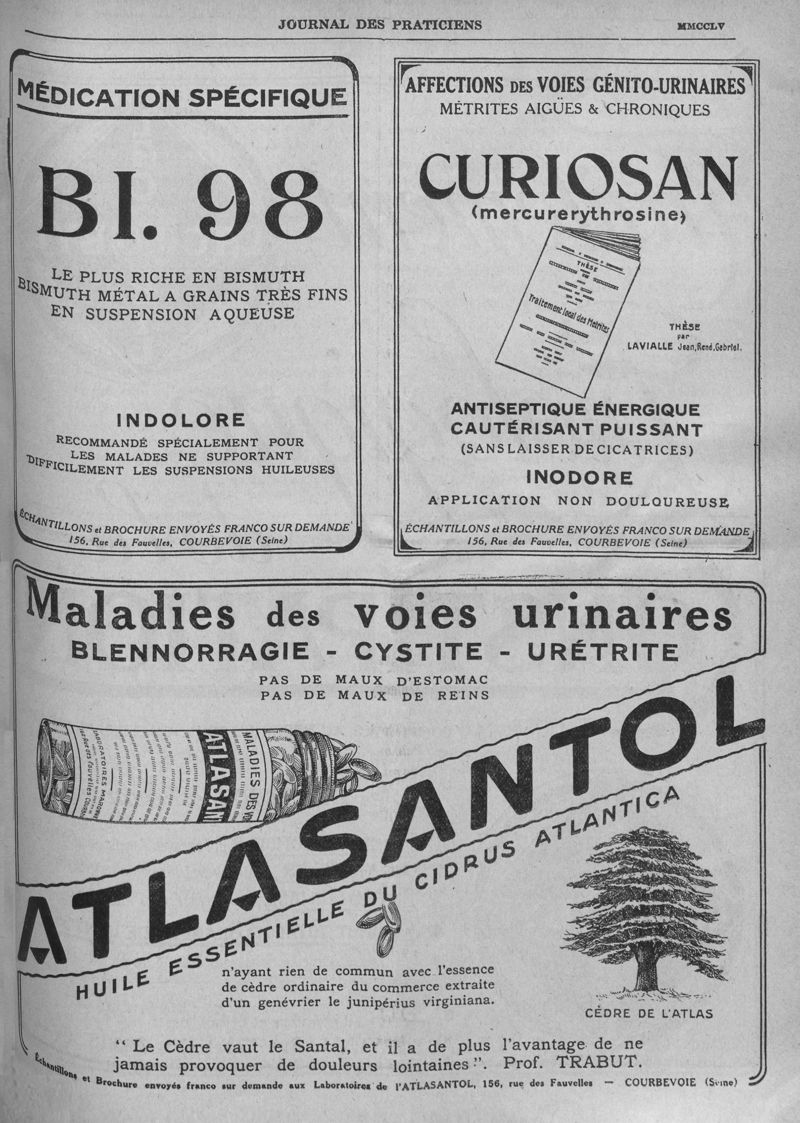 JOURNAL DES PRATICIENS
MMCCLV
MÉDICATION SPÉCIFIQUE
BI. 98
LE PLUS RICHE EN BISMUTH
BISMUTH MÉTAL A GRAINS TRÈS FINS
EN SUSPENSION AQUEUSE
INDOLORE
RECOMMANDÉ SPÉCIALEMENT POUR
LES MALADES NE SUPPORTANT
DIFFICILEMENT LES SUSPENSIONS HUILEUSES
ÉCHANTILLONS et BROCHURE ENVOYÉS FRANCO SUR DEMANDE
156, Rue des Fauvelles, COURBEVOIE (Seine)
AFFECTIONS DES VOIES GÉNITO-URINAIRES
MÉTRITES AIGÜES & CHRONIQUES
CURIOSAN
(mercurerythrosine)
THÈSE
Traitement local des Metrites
THÈSE
par
LAVIALLE Jean, René, Gabriel.
ANTISEPTIQUE ÉNERGIQUE
CAUTÉRISANT PUISSANT
(SANS LAISSER DE CICATRICES)
INODORE
APPLICATION NON DOULOUREUSE
ÉCHANTILLONS et BROCHURE ENVOYÉS FRANCO SUR DEMANDE
156, Rue des Fauvelles, COURBEVOIE (Seine)
Maladies des voies urinaires
BLENNORRAGIE - CYSTITE - URÉTRITE
PAS DE MAUX D'ESTOMAC
PAS DE MAUX DE REINS
MALADIES DES VO
ATLASAN
LABORATOIRES
ATLASANTOL
HUILE ESSENTIELLE DU CIDRUS ATLANTICA
n'ayant rien de commun avec l'essence
de cèdre ordinaire du commerce extraite
d'un genévrier le junipérius virginiana.
CÈDRE DE L'ATLAS
" Le Cèdre vaut le Santal, et il a de plus l'avantage de ne
jamais provoquer de douleurs lointaines". Prof. TRABUT.
Échantillons et Brochure envoyés franco sur demande aux Laboratoires de l'ATLASANTOL, 156, rue des Fauvelles — COURBEVOIE (Seine)